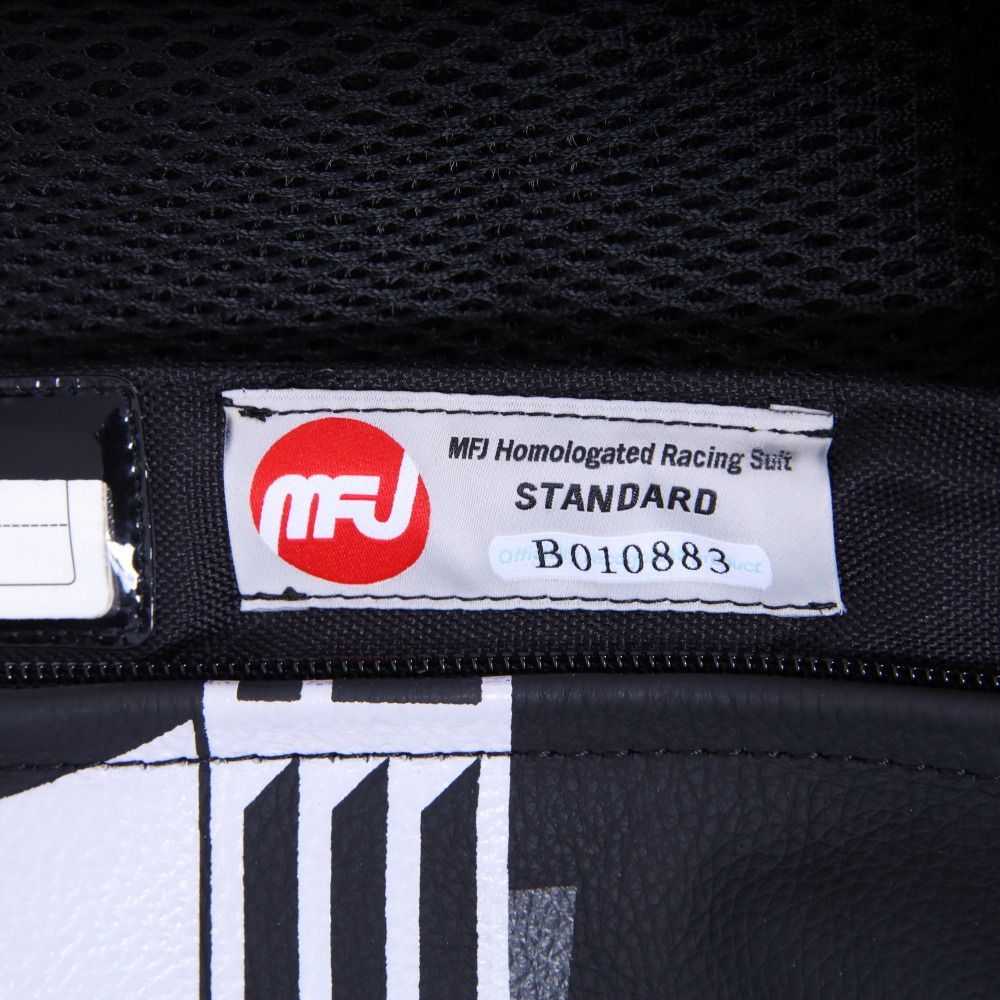 MFJ
MFJ Homologated Racing Suit
STANDARD
B010883